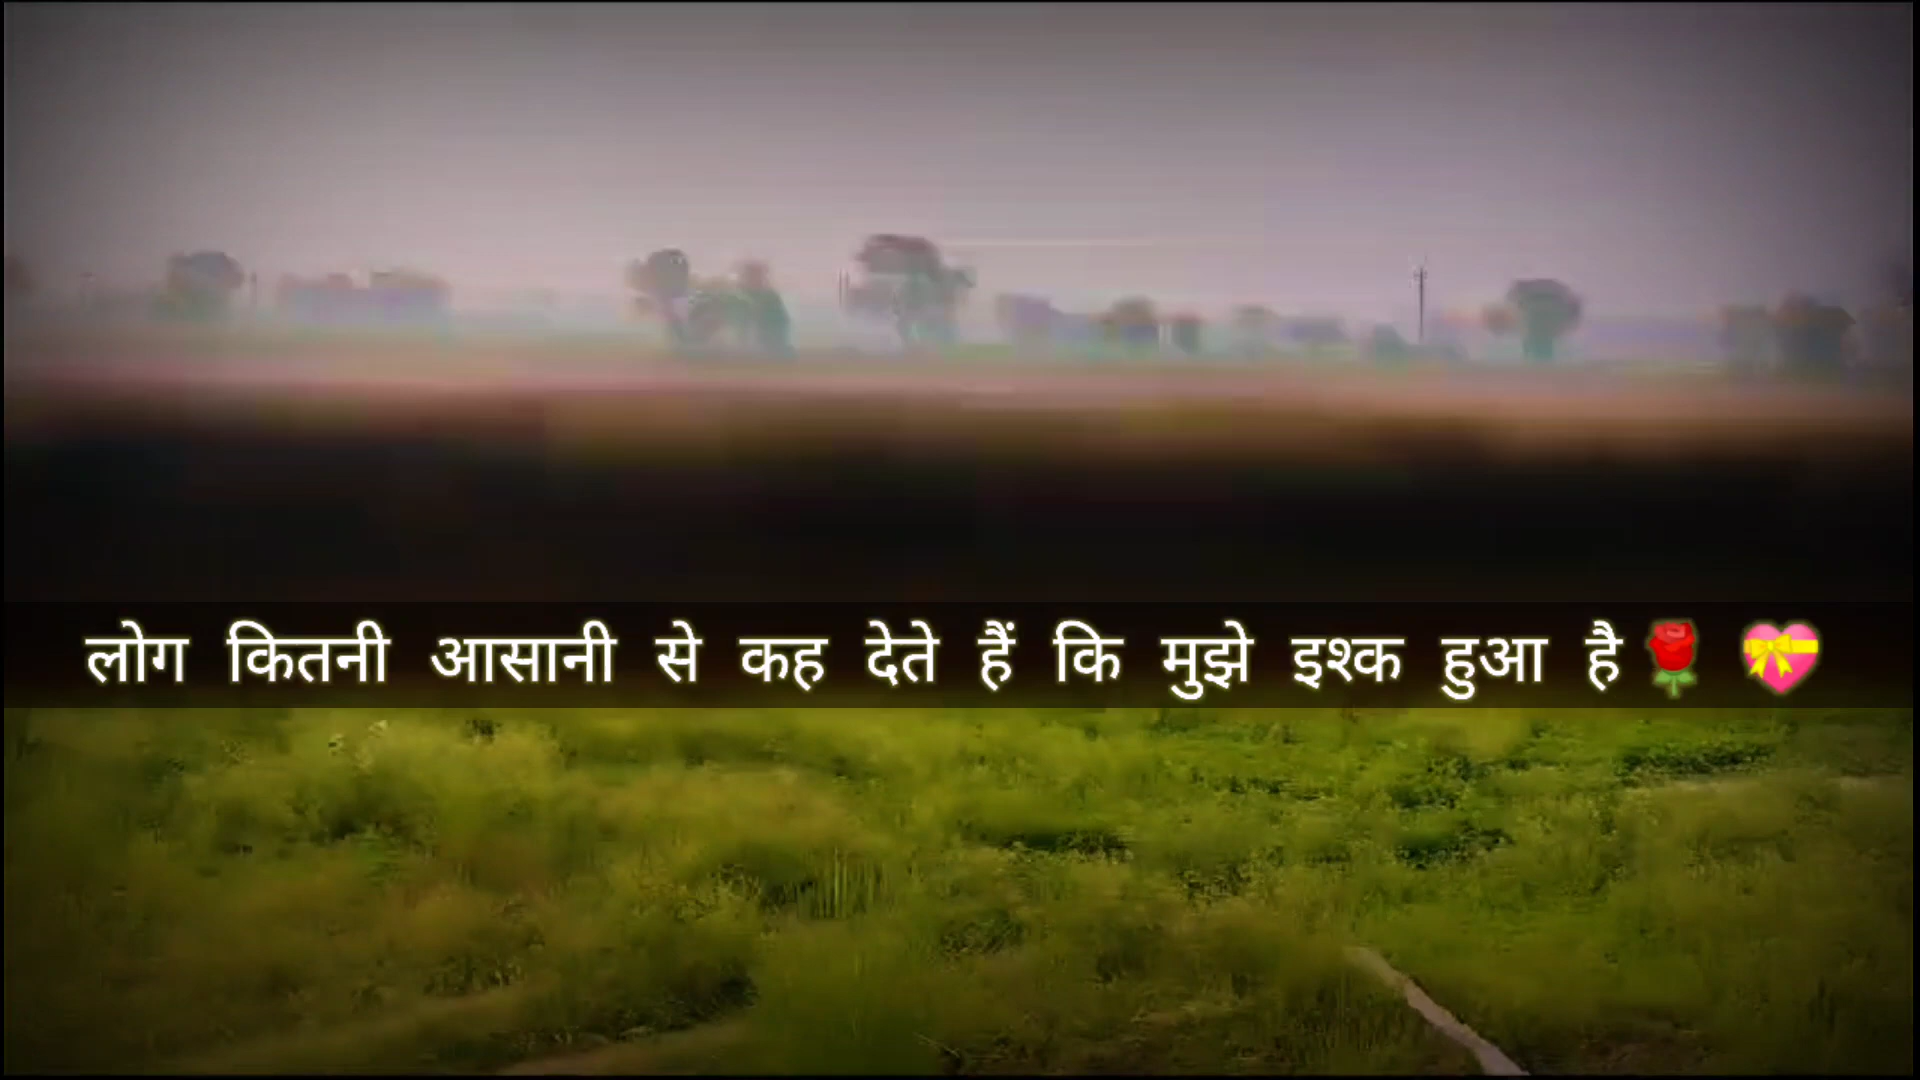 लोग कितनी आसानी से कह देते हैं कि मुझे इश्क हुआ है🌹 💝